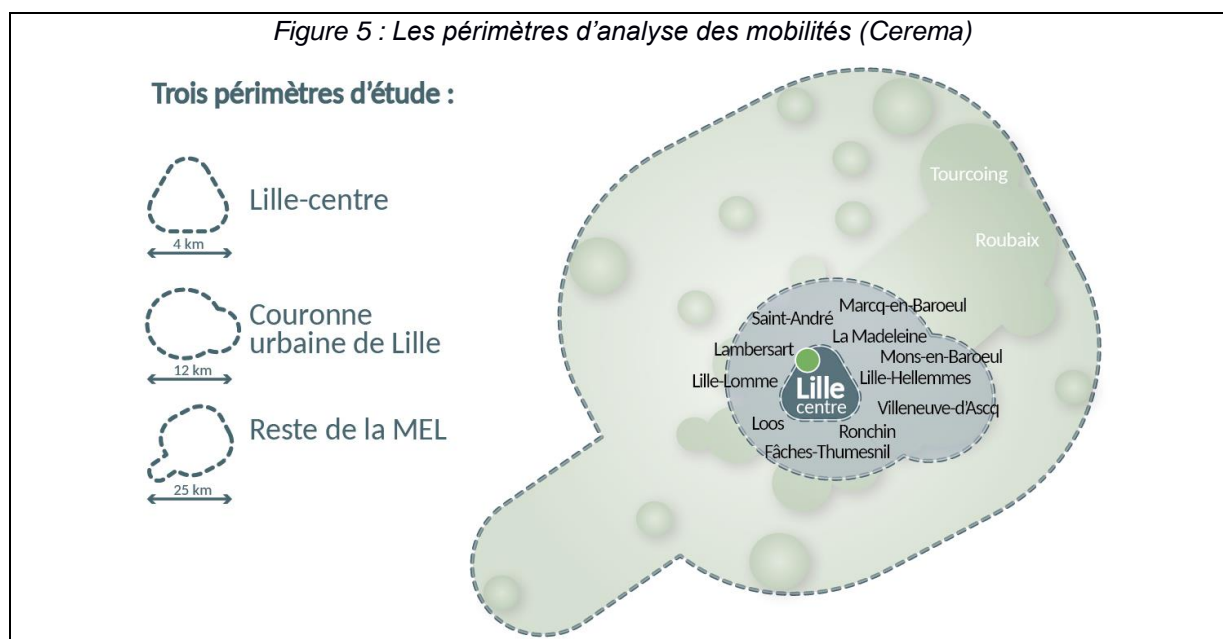 Figure 5 : Les périmètres d'analyse des mobilités (Cerema)
Trois périmètres d'étude :
Lille-centre
4 km
Couronne
urbaine de Lille
12 km
Reste de la MEL
25 km
Tourcoing
Roubaix
Marcq-en-Baroeul
Saint-André
La Madeleine
Lambersart
Mons-en-Baroeul
Lille-Lomme
Lille
centre
Lille-Hellemmes
Villeneuve-d'Ascq
Loos
Ronchin
Fâches-Thumesnil